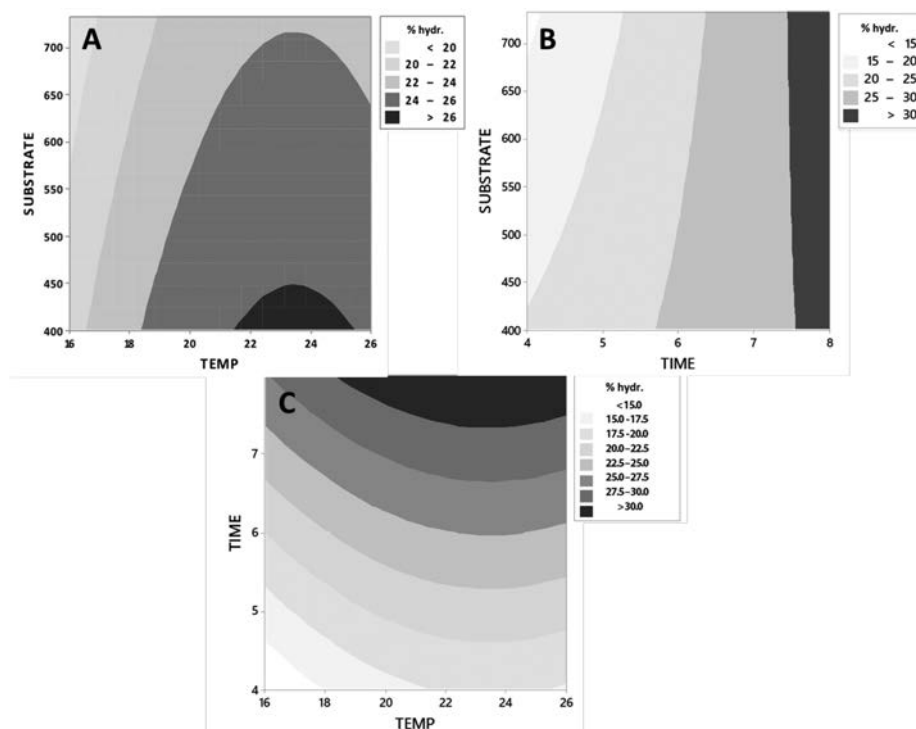 A
% hydr.
< 20
20 – 22
22 – 24
24 – 26
> 26
SUBSTRATE
700
650
600
550
500
450
400
16
18
20
22
24
26
TEMP
B
% hydr.
< 15
15 – 20
20 – 25
25 – 30
> 30
SUBSTRATE
700
650
600
550
500
450
400
4
5
6
7
8
TIME
C
% hydr.
<15.0
15.0-17.5
17.5–20.0
20.0–22.5
22.5–25.0
25.0–27.5
27.5–30.0
>30.0
TIME
7
6
5
4
16
18
20
22
24
26
TEMP